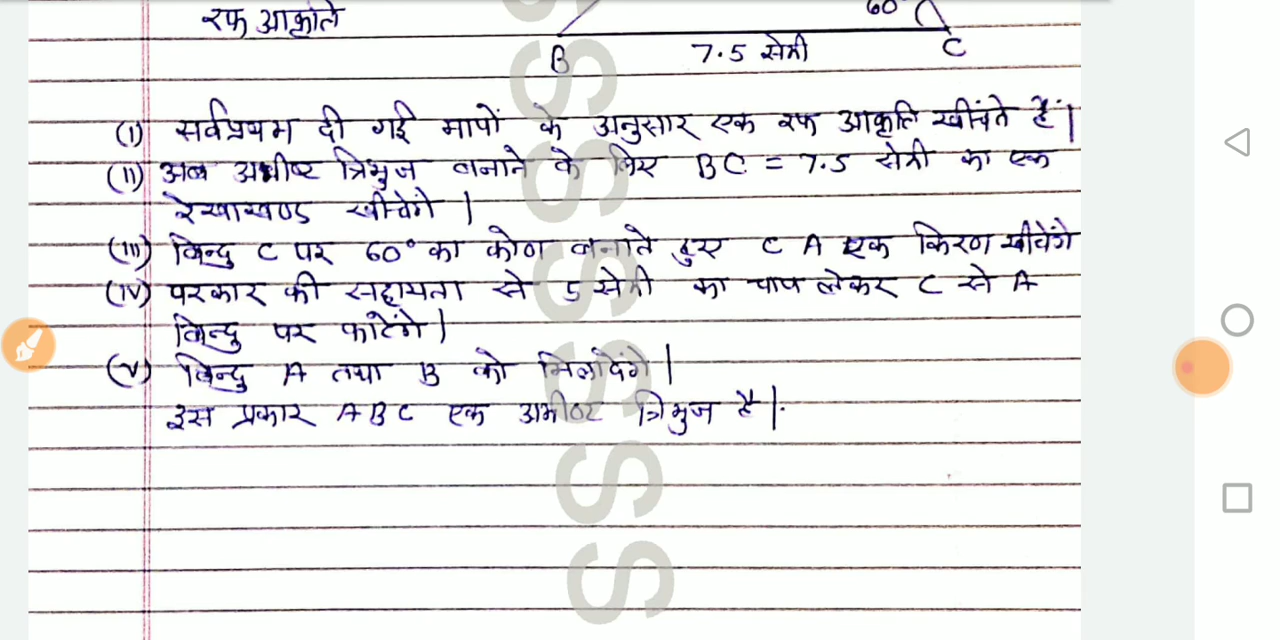 रफ आकृति
60°
B 7.5 सेमी C
(I) सर्वप्रथम दी गई मापों के अनुसार एक रफ आकृति खींचते हैं|
(II) अब अभीष्ट त्रिभुज बनाने के लिए BC = 7.5 सेमी का एक
रेखाखण्ड खीचेगे |
(III) बिन्दु C पर 60° का कोण बनाते हुए C A एक किरण खीचेंगे
(IV) परकार की सहायता से 5 सेमी का चाप लेकर C से A
बिन्दु पर काटेंगे|
(V) बिन्दु A तथा B को मिलादेंगे|
इस प्रकार ABC एक अभीष्ट त्रिभुज है|.
SSSSSS